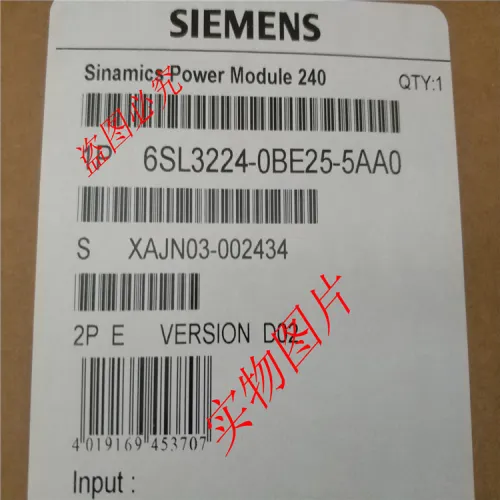 SIEMENS
Sinamics Power Module 240 QTY:1
1P 6SL3224-0BE25-5AA0
S XAJN03-002434
2P E VERSION D02
4 019169 453707
Input :
盗图必究
实物图片